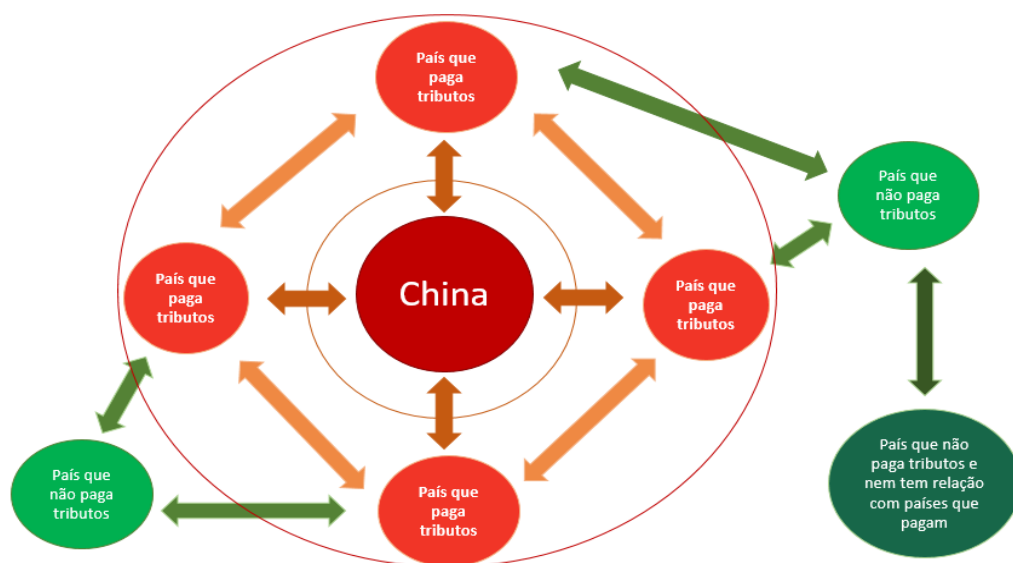 País que
paga
tributos
País que
não paga
tributos
País que
paga
tributos
China
País que
paga
tributos
País que
não paga
tributos
País que
paga
tributos
País que não
paga tributos e
nem tem relação
com países que
pagam